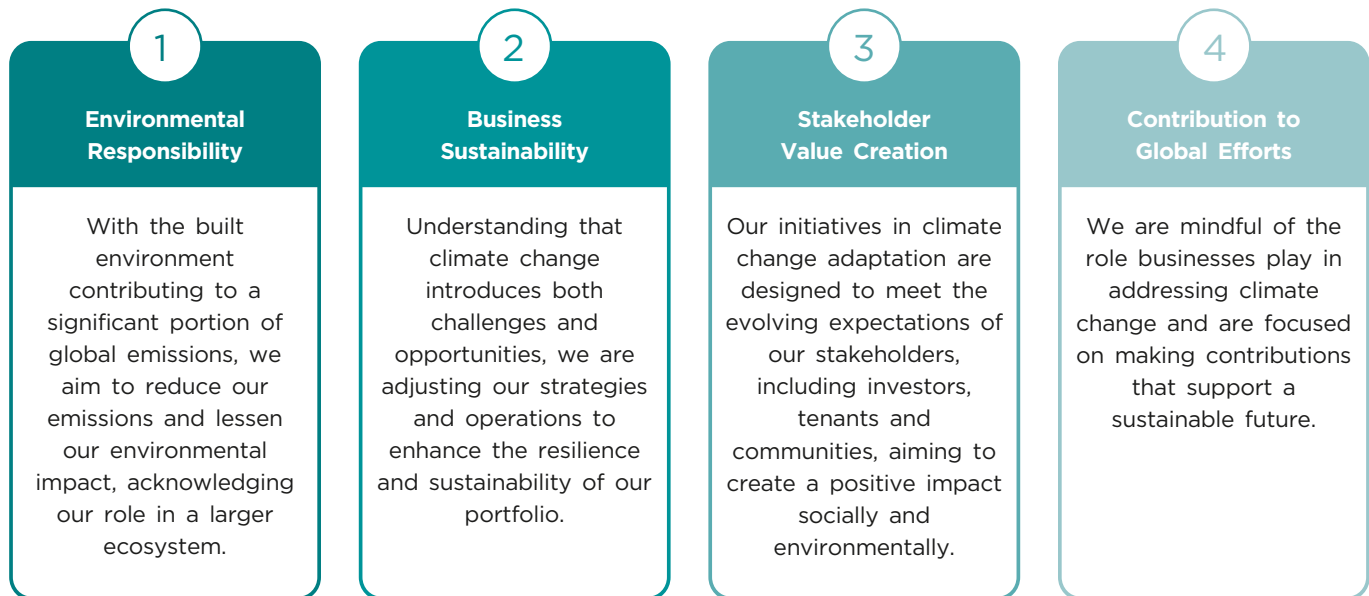 1
Environmental
Responsibility
With the built
environment
contributing to a
significant portion of
global emissions, we
aim to reduce our
emissions and lessen
our environmental
impact, acknowledging
our role in a larger
ecosystem.
2
Business
Sustainability
Understanding that
climate change
introduces both
challenges and
opportunities, we are
adjusting our strategies
and operations to
enhance the resilience
and sustainability of our
portfolio.
3
Stakeholder
Value Creation
Our initiatives in climate
change adaptation are
designed to meet the
evolving expectations of
our stakeholders,
including investors,
tenants and
communities, aiming to
create a positive impact
socially and
environmentally.
4
Contribution to
Global Efforts
We are mindful of the
role businesses play in
addressing climate
change and are focused
on making contributions
that support a
sustainable future.